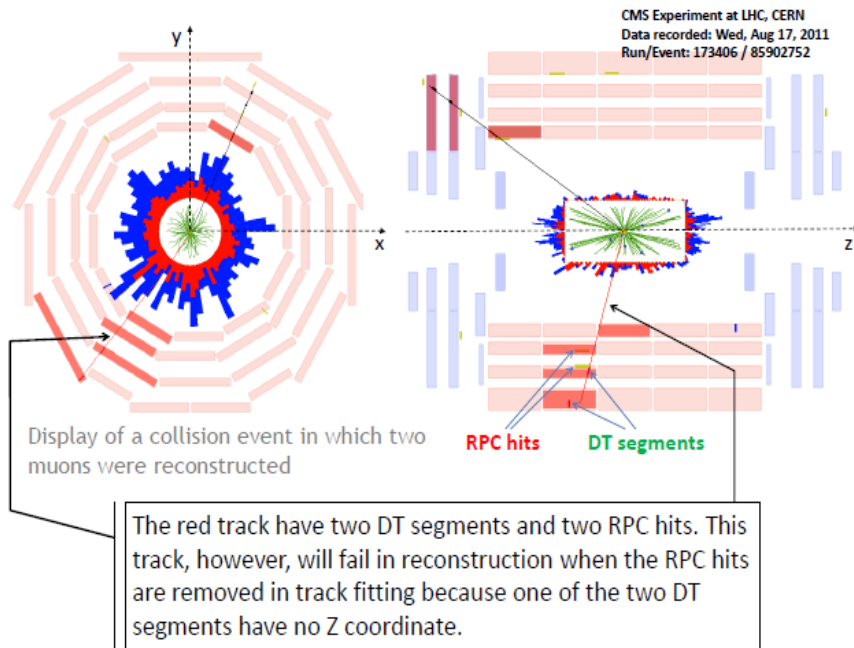 CMS Experiment at LHC, CERN
Data recorded: Wed, Aug 17, 2011
Run/Event: 173406 / 85902752
y
x
z
RPC hits
DT segments
Display of a collision event in which two
muons were reconstructed
The red track have two DT segments and two RPC hits. This
track, however, will fail in reconstruction when the RPC hits
are removed in track fitting because one of the two DT
segments have no Z coordinate.